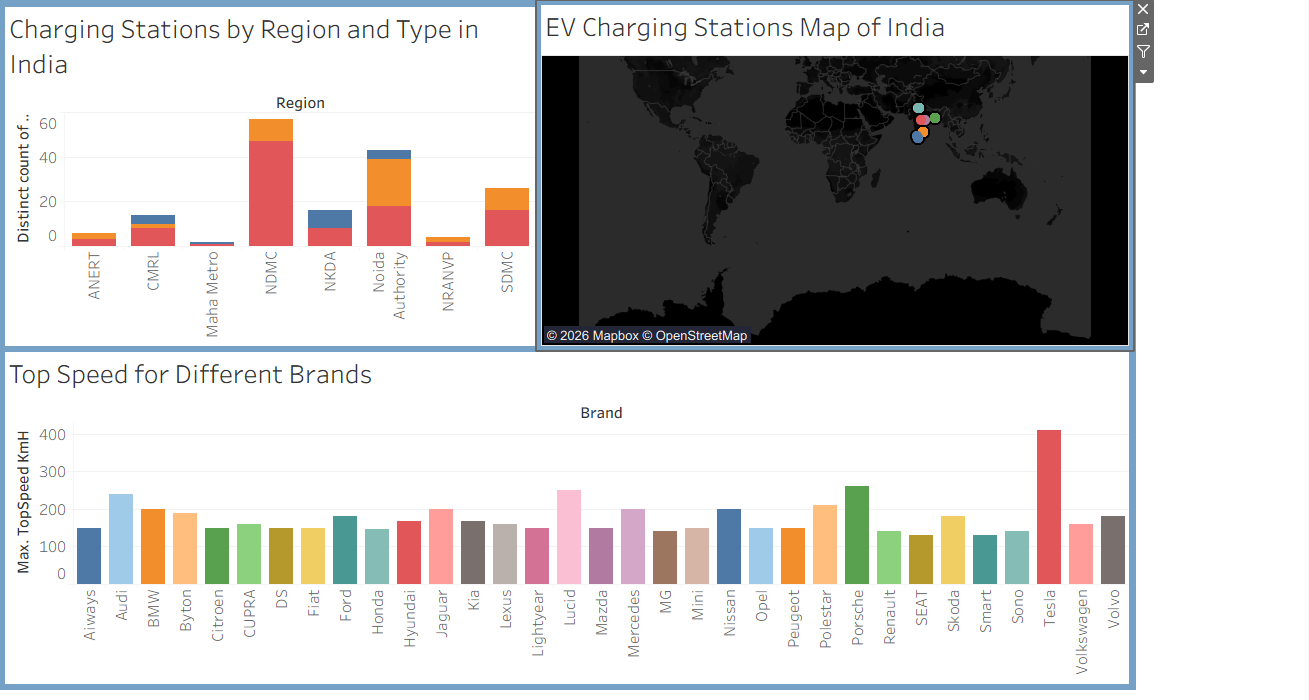 Charging Stations by Region and Type in
India
Region
Distinct count of ..
60
40
20
0
ANERT
CMRL
Maha Metro
NDMC
NKDA
Noida
Authority
NRANVP
SDMC
EV Charging Stations Map of India
© 2026 Mapbox © OpenStreetMap
Top Speed for Different Brands
Brand
Max. TopSpeed KmH
400
300
200
100
0
Aiways
Audi
BMW
Byton
Citroen
CUPRA
DS
Fiat
Ford
Honda
Hyundai
Jaguar
Kia
Lexus
Lightyear
Lucid
Mazda
Mercedes
MG
Mini
Nissan
Opel
Peugeot
Polestar
Porsche
Renault
SEAT
Skoda
Smart
Sono
Tesla
Volkswagen
Volvo